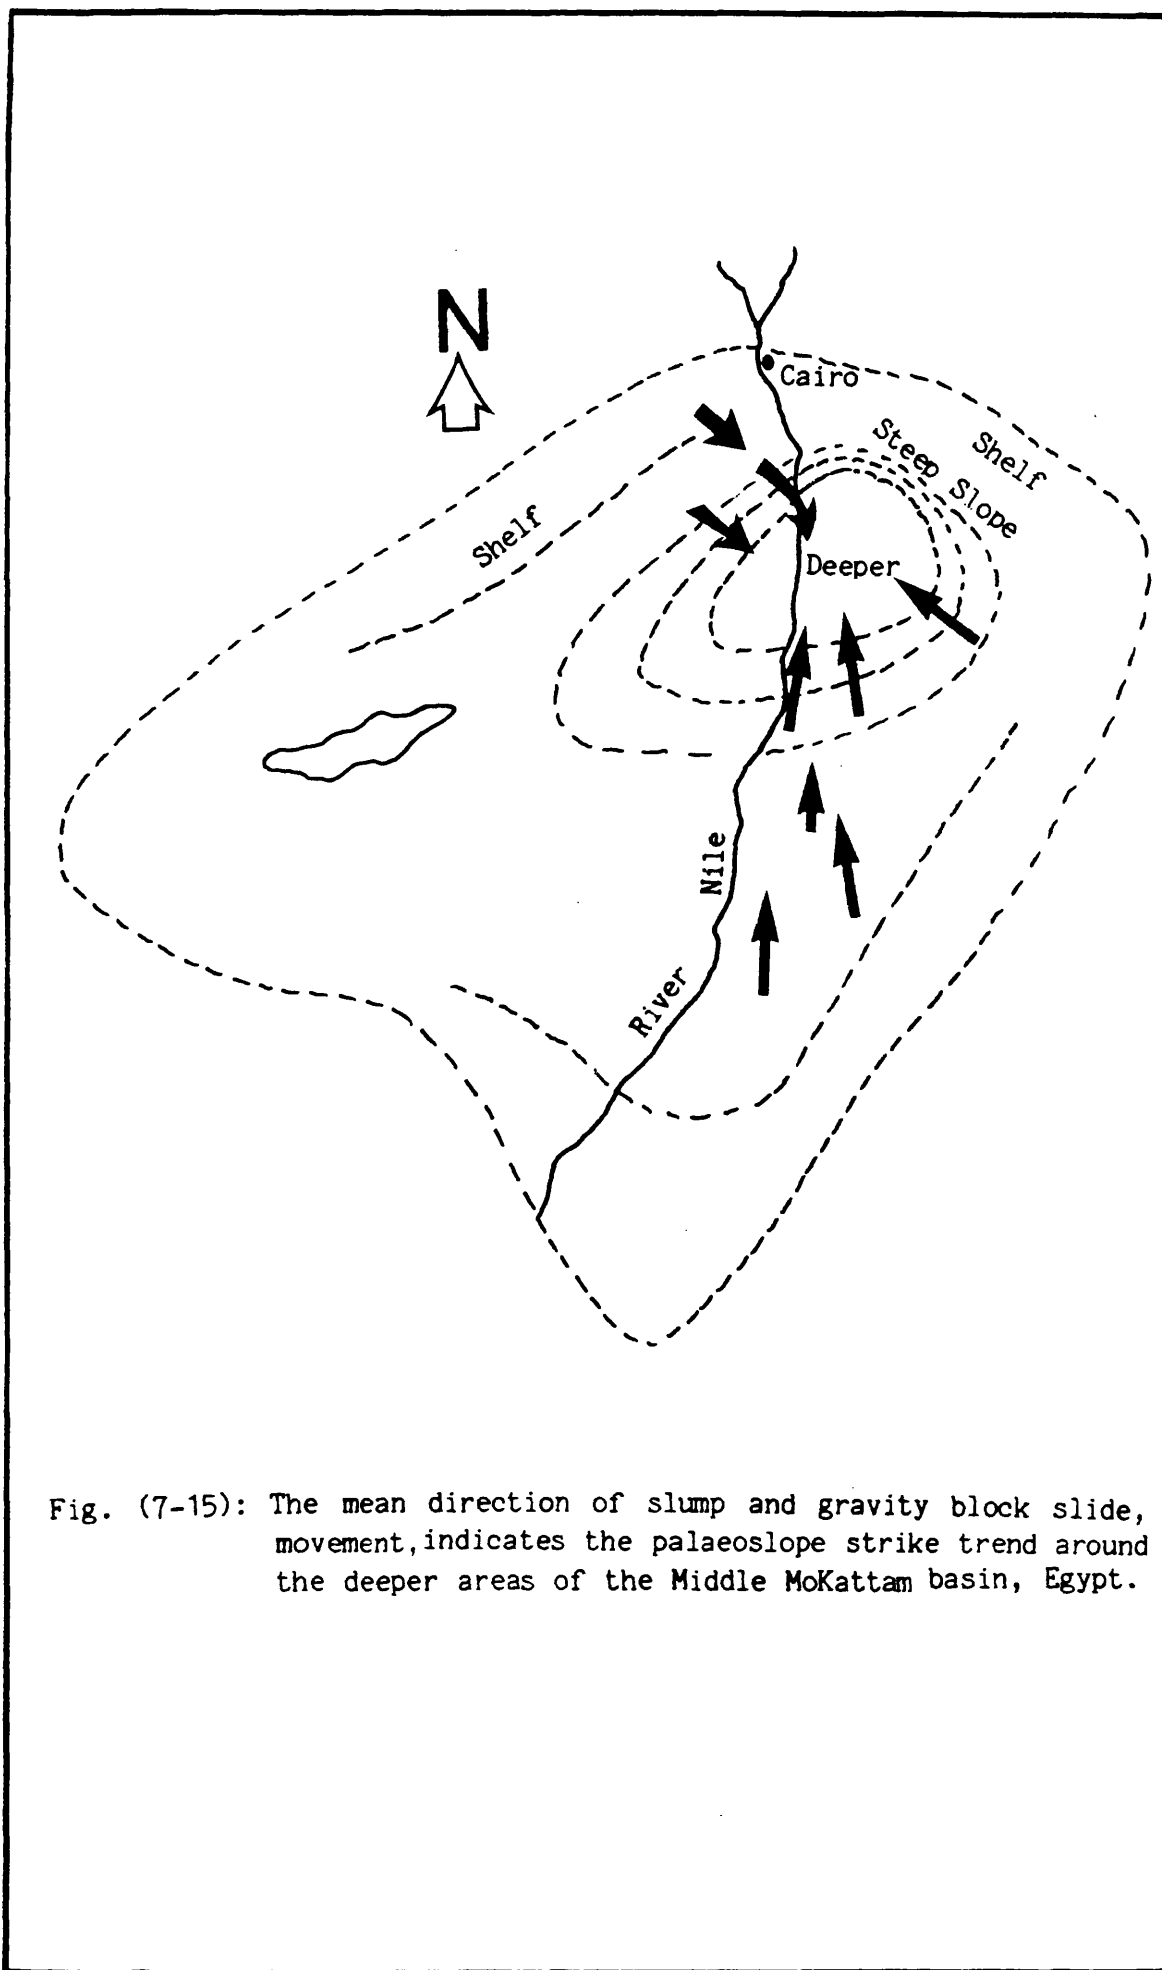 N
Cairo
Steep Slope
Shelf
Shelf
Deeper
Nile
River
Fig. (7-15): The mean direction of slump and gravity block slide,
movement, indicates the palaeoslope strike trend around
the deeper areas of the Middle MoKattam basin, Egypt.